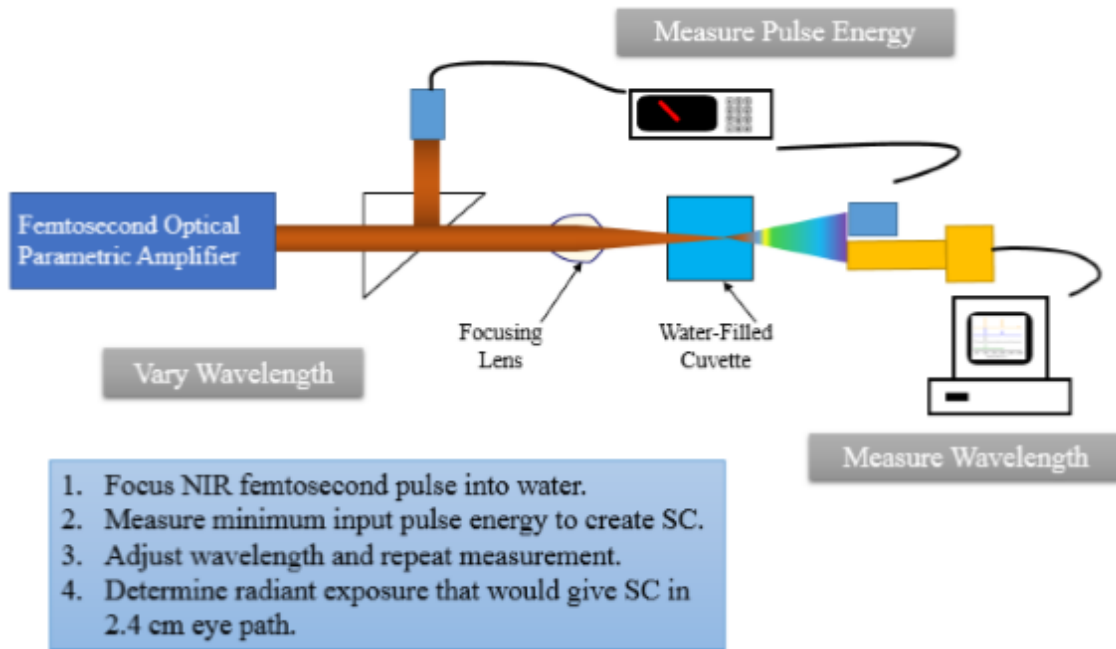 Measure Pulse Energy
Femtosecond Optical
Parametric Amplifier
Focusing
Lens
Water-Filled
Cuvette
Vary Wavelength
Measure Wavelength
1. Focus NIR femtosecond pulse into water.
2. Measure minimum input pulse energy to create SC.
3. Adjust wavelength and repeat measurement.
4. Determine radiant exposure that would give SC in
2.4 cm eye path.